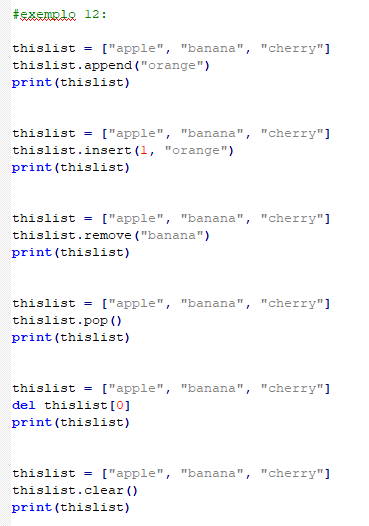 #exemplo 12:
thislist = ["apple", "banana", "cherry"]
thislist.append("orange")
print(thislist)
thislist = ["apple", "banana", "cherry"]
thislist.insert(1, "orange")
print(thislist)
thislist = ["apple", "banana", "cherry"]
thislist.remove("banana")
print(thislist)
thislist = ["apple", "banana", "cherry"]
thislist.pop()
print(thislist)
thislist = ["apple", "banana", "cherry"]
del thislist[0]
print(thislist)
thislist = ["apple", "banana", "cherry"]
thislist.clear()
print(thislist)